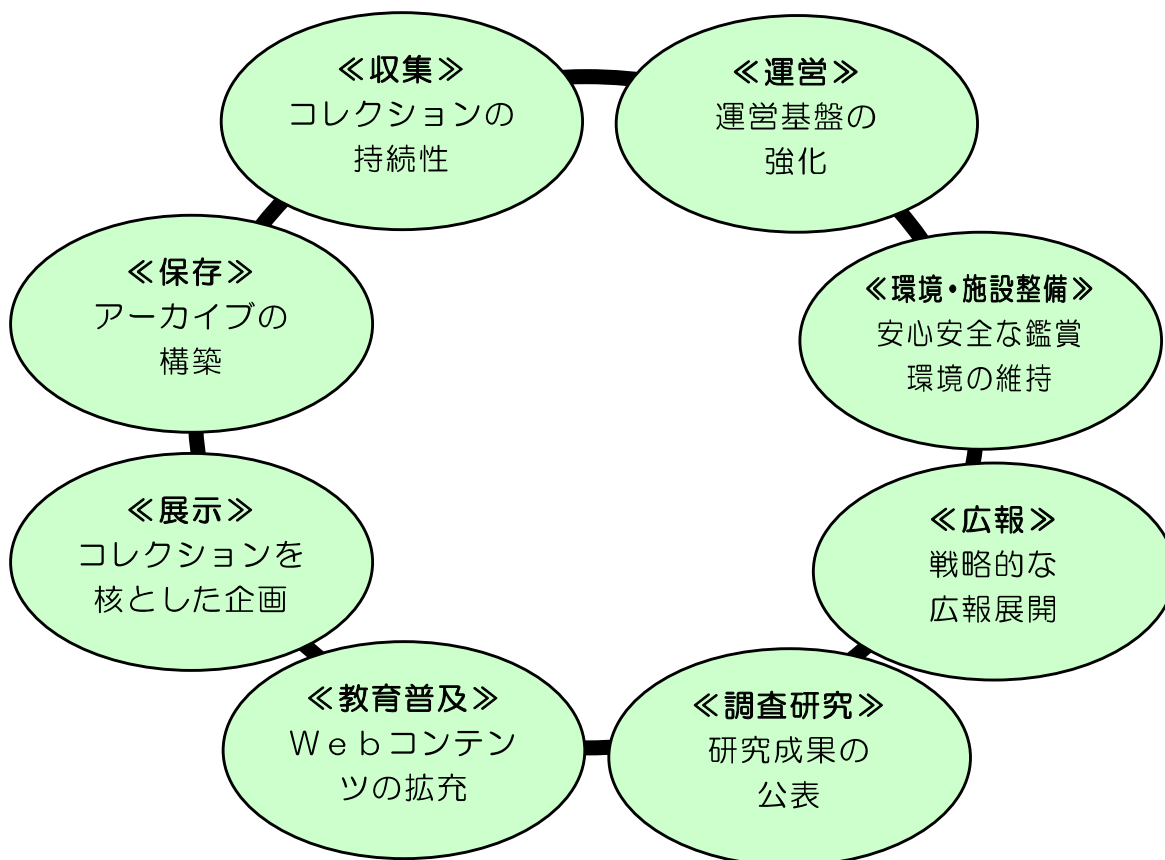 ≪収集≫
コレクションの
持続性
≪運営≫
運営基盤の
強化
≪保存≫
アーカイブの
構築
≪環境・施設整備≫
安心安全な鑑賞
環境の維持
≪展示≫
コレクションを
核とした企画
≪広報≫
戦略的な
広報展開
≪教育普及≫
Ｗｅｂコンテン
ツの拡充
≪調査研究≫
研究成果の
公表